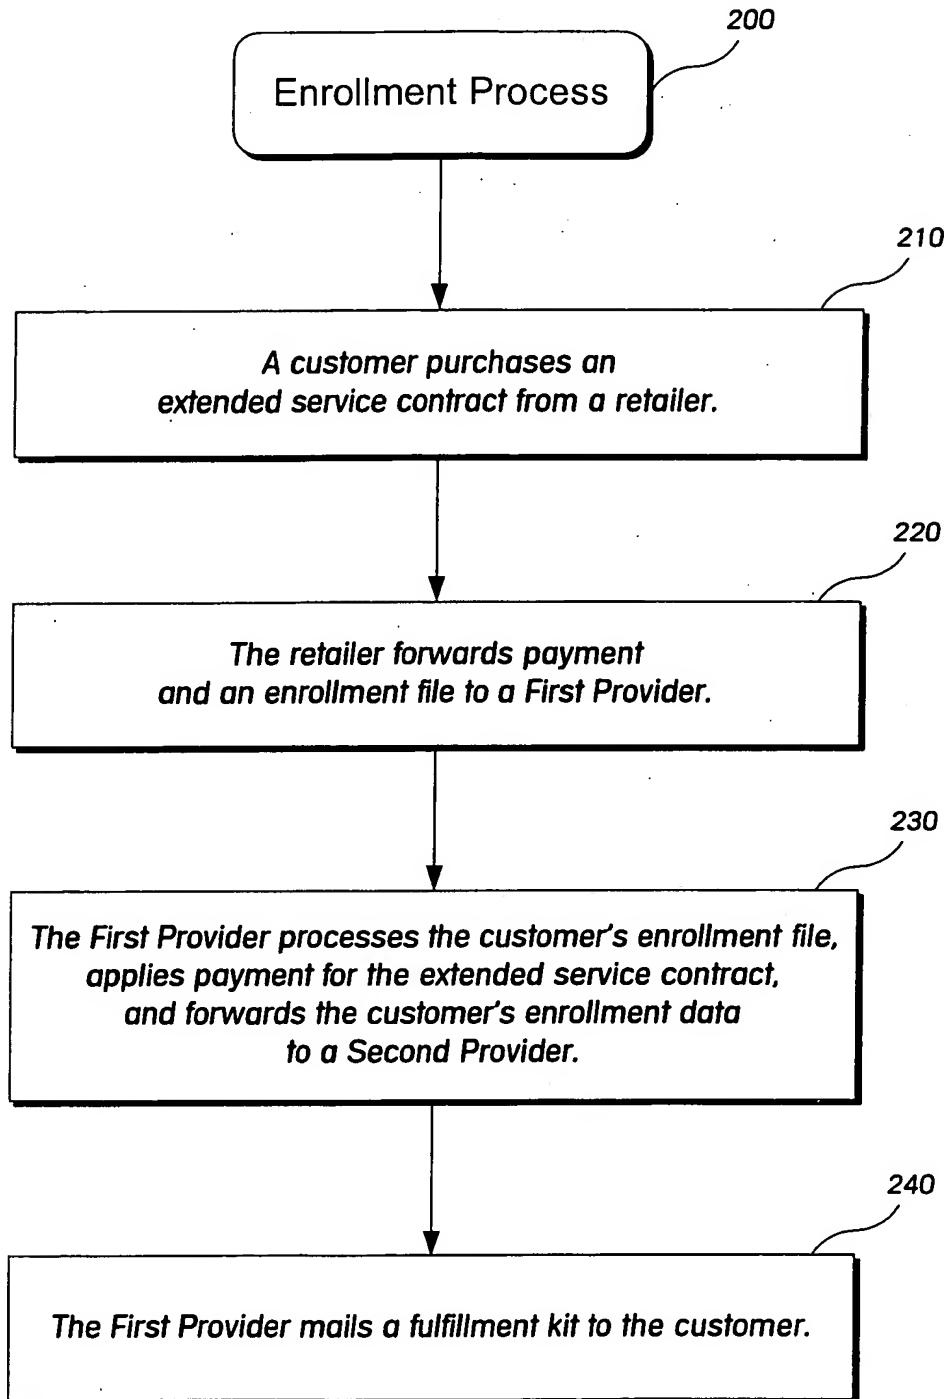 200
Enrollment Process
210
A customer purchases an
extended service contract from a retailer.
220
The retailer forwards payment
and an enrollment file to a First Provider.
230
The First Provider processes the customer's enrollment file,
applies payment for the extended service contract,
and forwards the customer's enrollment data
to a Second Provider.
240
The First Provider mails a fulfillment kit to the customer.